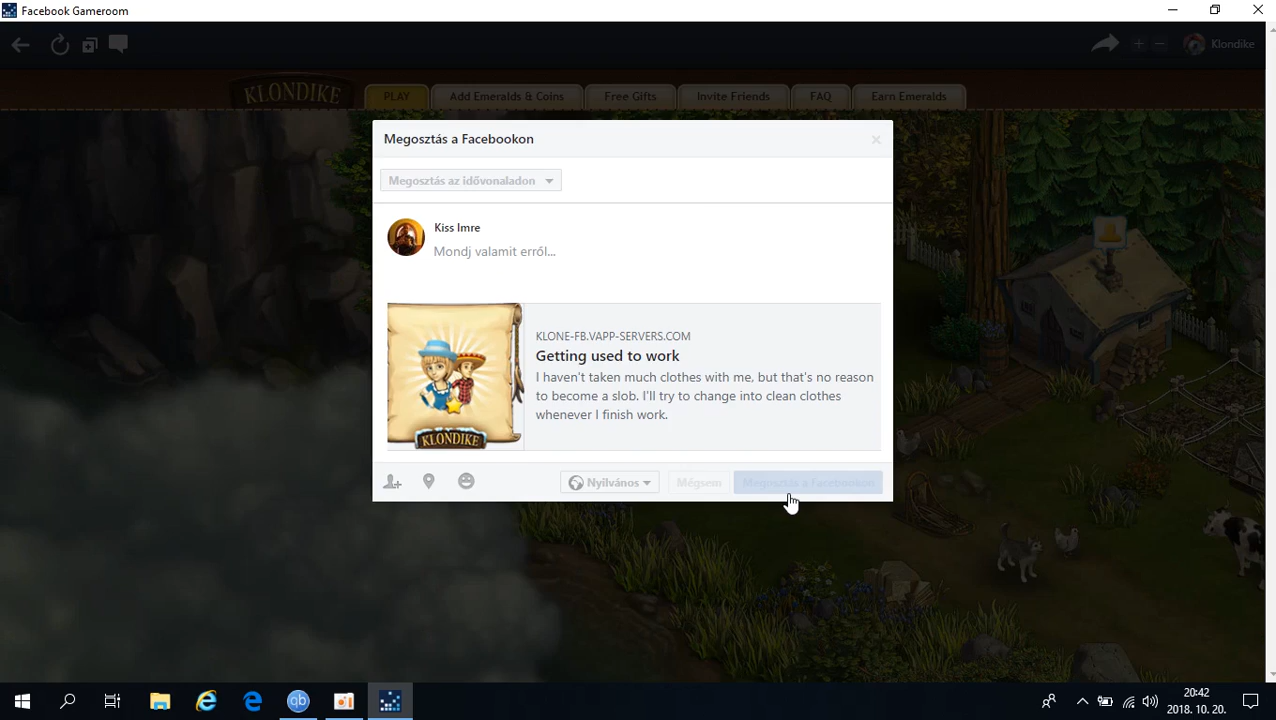 Facebook Gameroom
Klondike
KLONDIKE
PLAY
Add Emeralds & Coins
Free Gifts
Invite Friends
FAQ
Earn Emeralds
Megosztás a Facebookon
Megosztás az idővonaladon
Kiss Imre
Mondj valamit erről...
KLONE-FB.VAPP-SERVERS.COM
Getting used to work
I haven't taken much clothes with me, but that's no reason
to become a slob. I'll try to change into clean clothes
whenever I finish work.
KLONDIKE
Nyilvános
Mégsem
Megosztás a Facebookon
qb
20:42
2018. 10. 20.